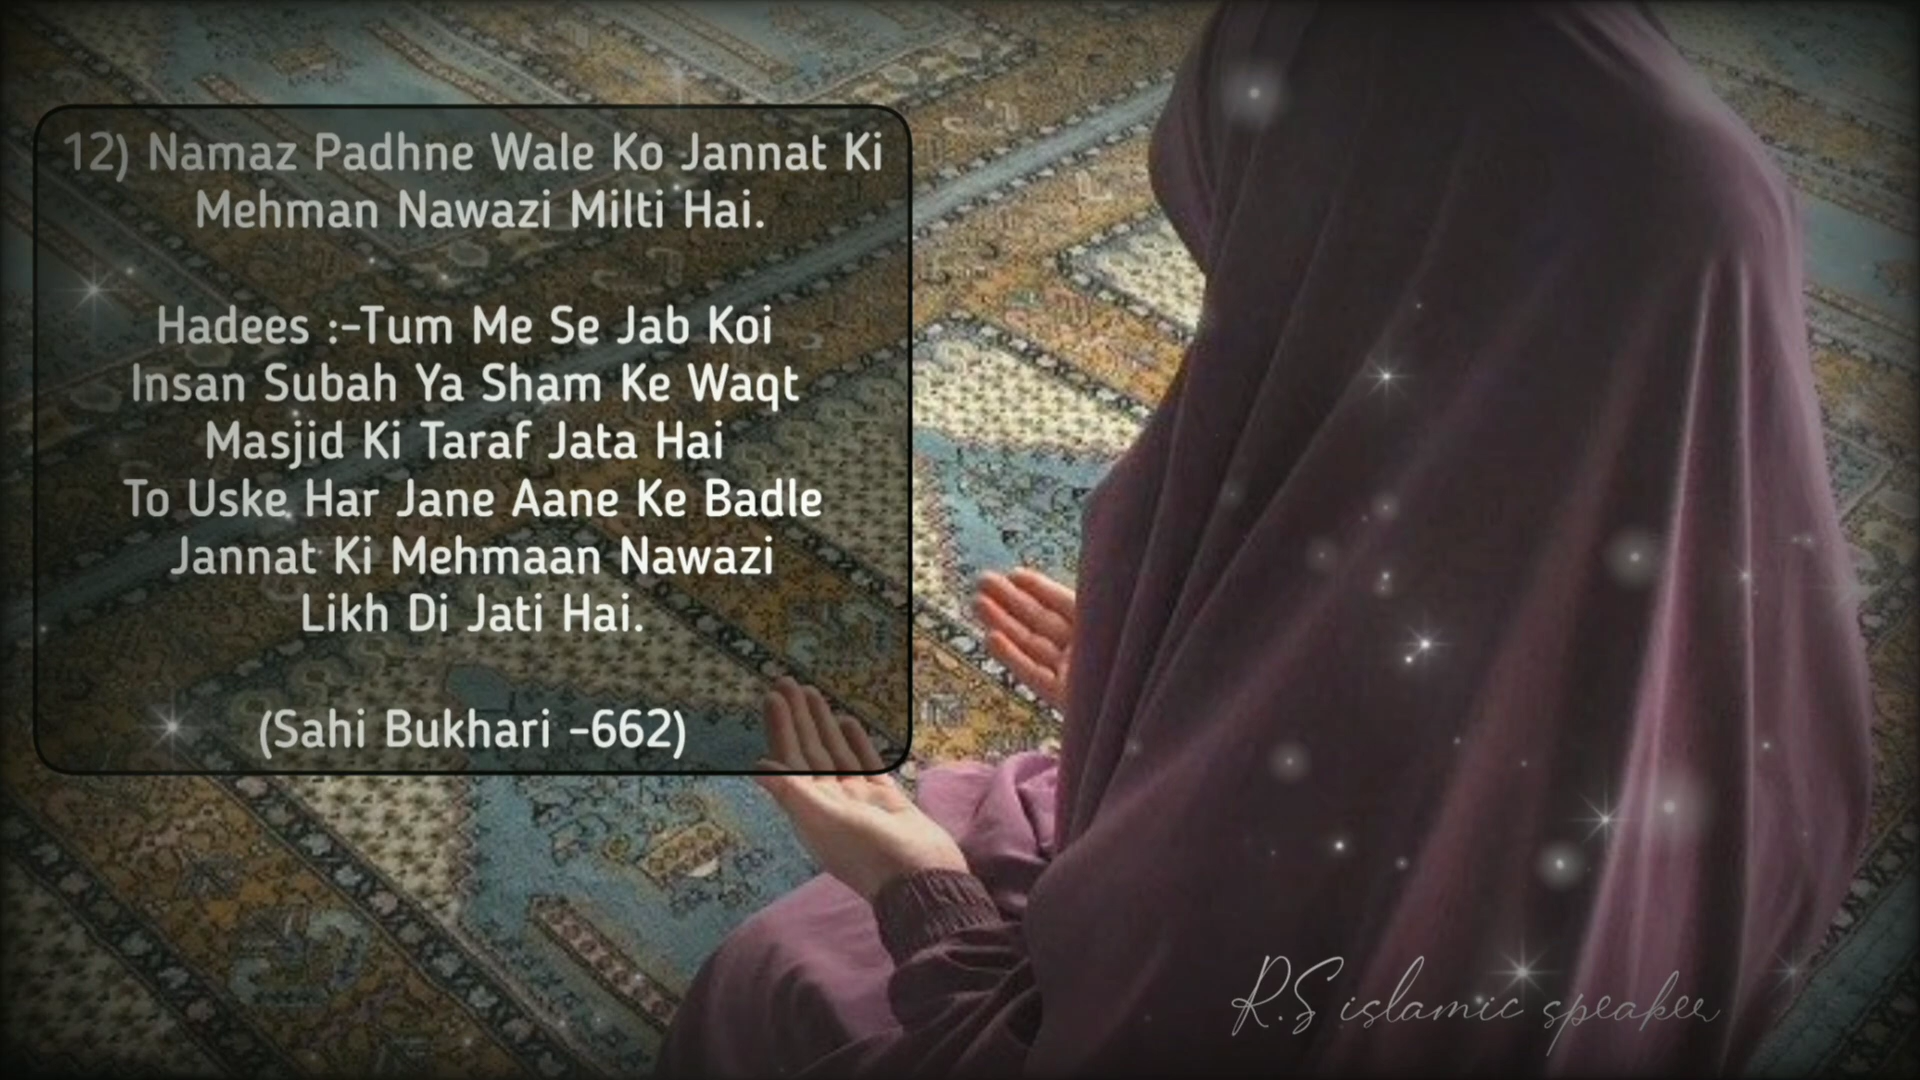 12) Namaz Padhne Wale Ko Jannat Ki
Mehman Nawazi Milti Hai.
Hadees :-Tum Me Se Jab Koi
Insan Subah Ya Sham Ke Waqt
Masjid Ki Taraf Jata Hai
To Uske Har Jane Aane Ke Badle
Jannat Ki Mehmaan Nawazi
Likh Di Jati Hai.
(Sahi Bukhari -662)
R.S islamic speaker